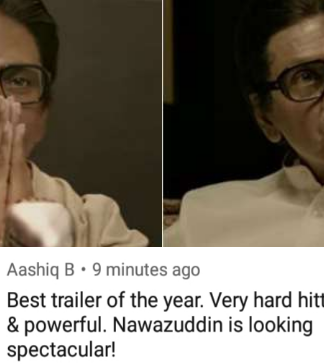 Aashiq B • 9 minutes ago
Best trailer of the year. Very hard hitt
& powerful. Nawazuddin is looking
spectacular!